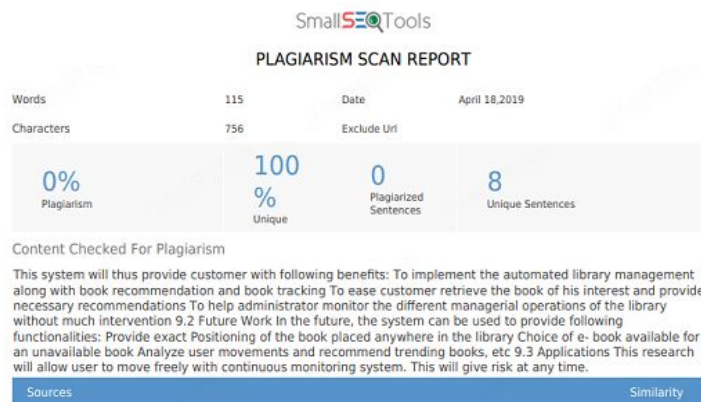 SmallSEOTools
PLAGIARISM SCAN REPORT
Words 115 Date April 18,2019
Characters 756 Exclude Url
0%
Plagiarism
100
%
Unique
0
Plagiarized
Sentences
8
Unique Sentences
Content Checked For Plagiarism
This system will thus provide customer with following benefits: To implement the automated library management
along with book recommendation and book tracking To ease customer retrieve the book of his interest and provide
necessary recommendations To help administrator monitor the different managerial operations of the library
without much intervention 9.2 Future Work In the future, the system can be used to provide following
functionalities: Provide exact Positioning of the book placed anywhere in the library Choice of e- book available for
an unavailable book Analyze user movements and recommend trending books, etc 9.3 Applications This research
will allow user to move freely with continuous monitoring system. This will give risk at any time.
Sources Similarity